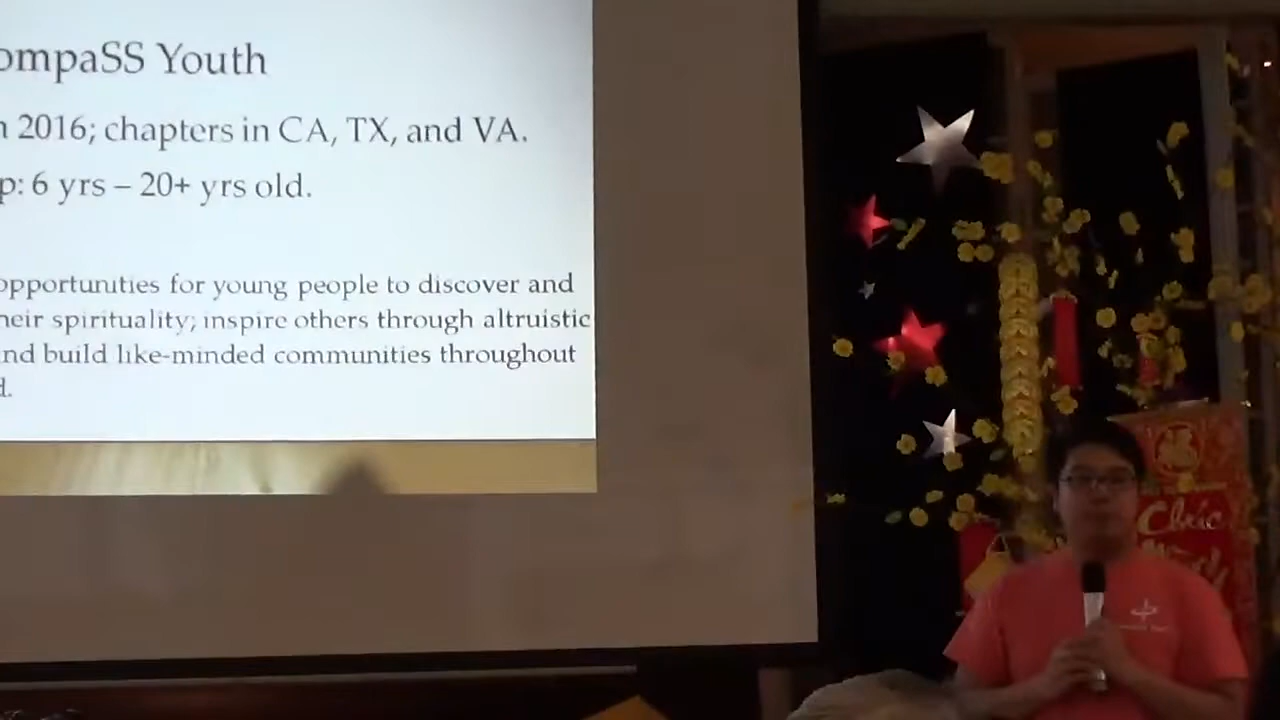 ompaSS Youth
n 2016; chapters in CA, TX, and VA.
p: 6 yrs – 20+ yrs old.
opportunities for young people to discover and
heir spirituality; inspire others through altruistic
nd build like-minded communities throughout
d.
Chúc